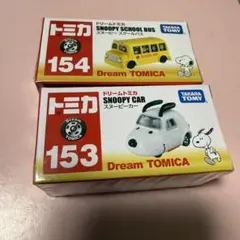 トミカ
154
ドリームトミカ
SNOOPY SCHOOL BUS
スヌーピー スクールバス
TAKARA TOMY
Dream TOMICA
トミカ
153
ドリームトミカ
SNOOPY CAR
スヌーピーカー
TAKARA TOMY
Dream TOMICA